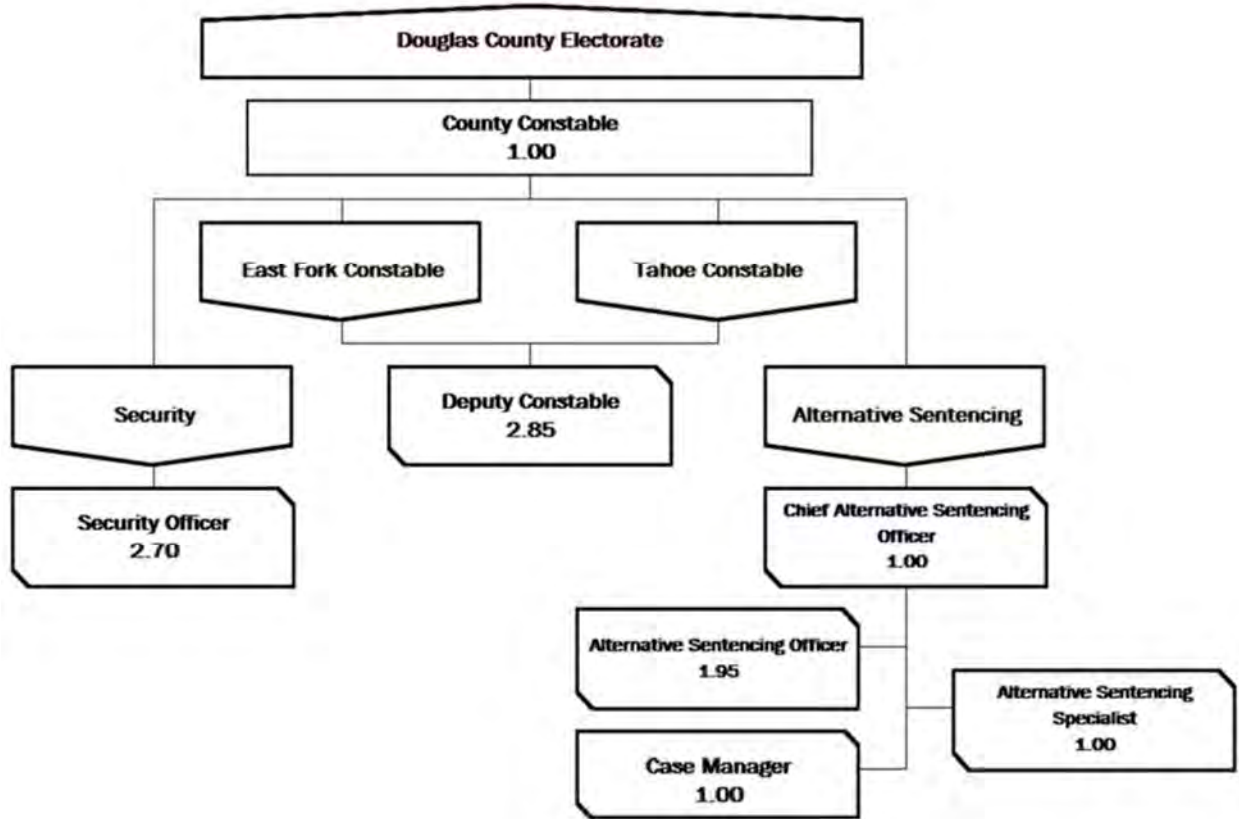 Douglas County Electorate
County Constable
1.00
East Fork Constable
Tahoe Constable
Security
Deputy Constable
2.85
Alternative Sentencing
Security Officer
2.70
Chief Alternative Sentencing
Officer
1.00
Alternative Sentencing Officer
1.95
Alternative Sentencing
Specialist
1.00
Case Manager
1.00